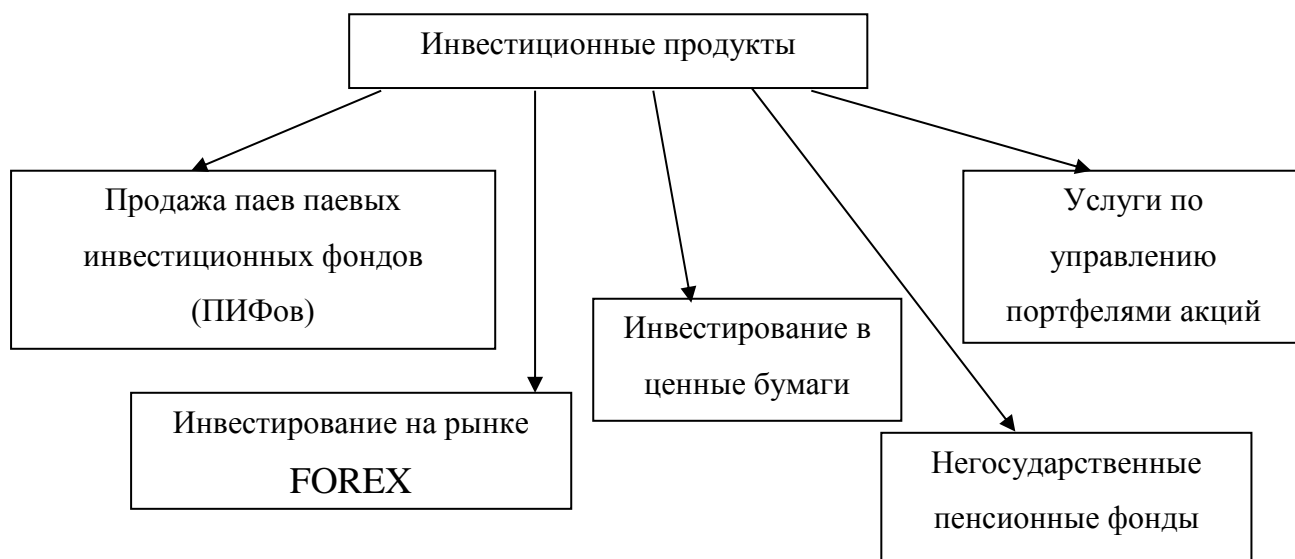 Инвестиционные продукты
Продажа паев паевых
инвестиционных фондов
(ПИФов)
Инвестирование на рынке
FOREX
Инвестирование в
ценные бумаги
Негосударственные
пенсионные фонды
Услуги по
управлению
портфелями акций